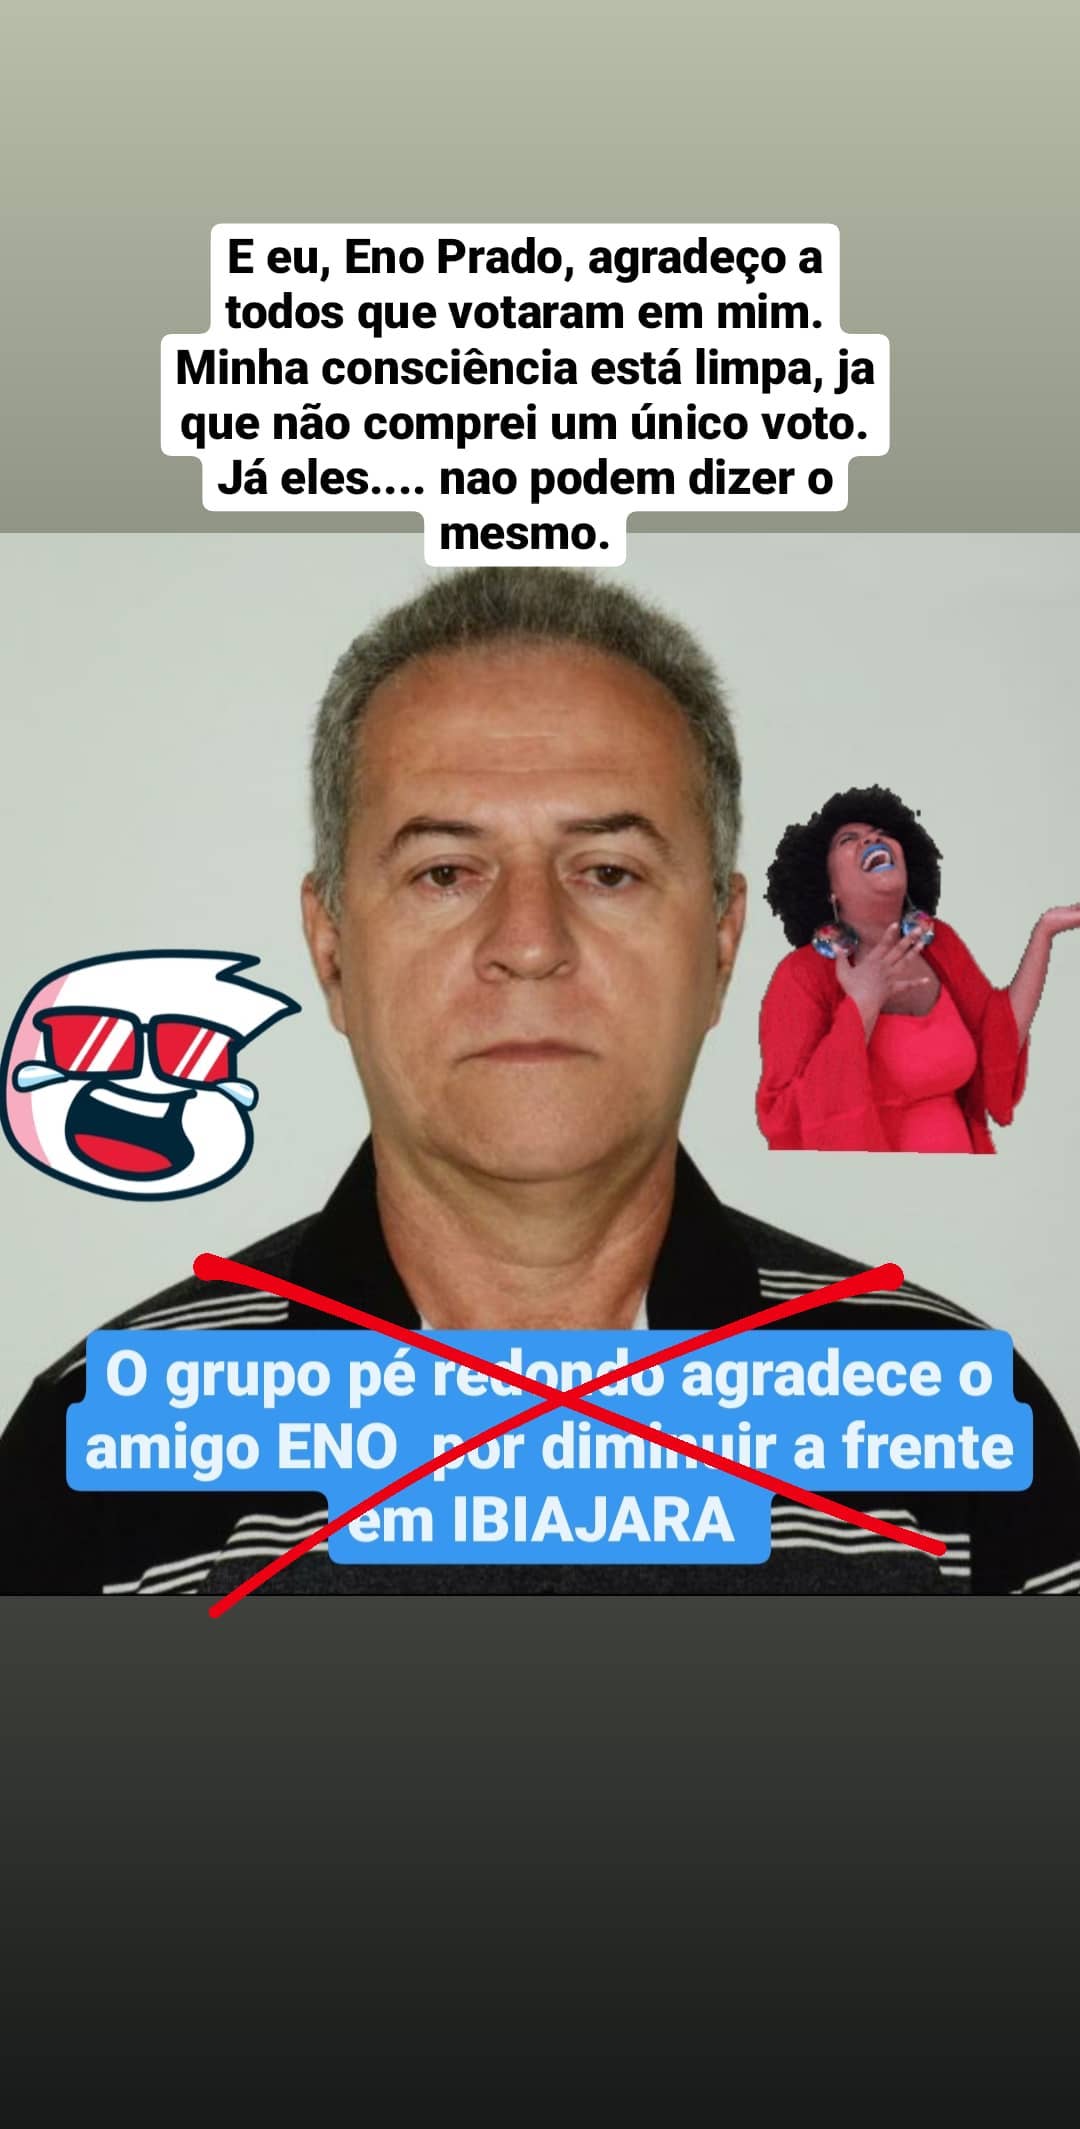 E eu, Eno Prado, agradeço a
todos que votaram em mim.
Minha consciência está limpa, ja
que não comprei um único voto.
Já eles.... nao podem dizer o
mesmo.
O grupo pé redondo agradece o
amigo ENO por diminuir a frente
em IBIAJARA